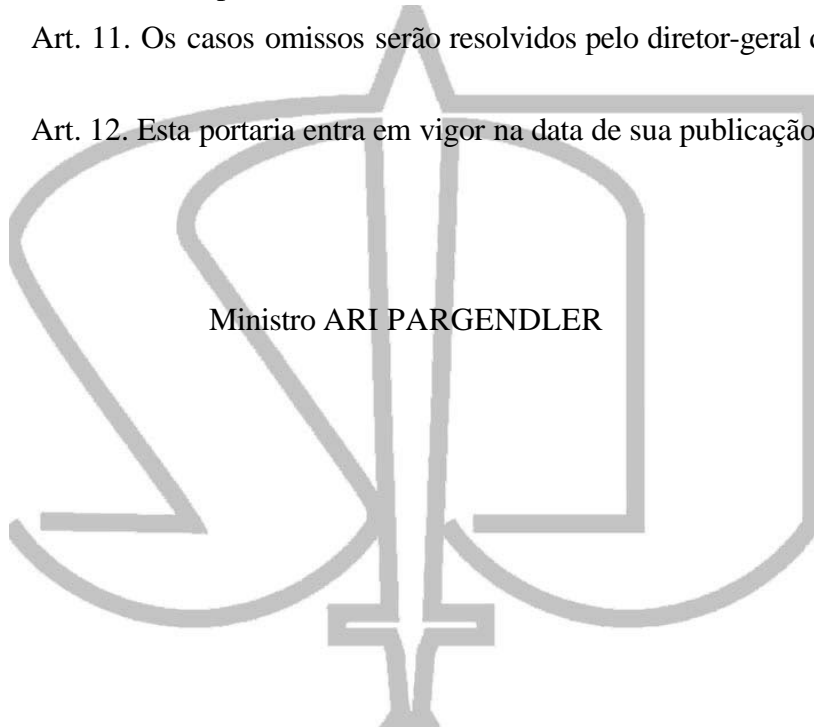 Art. 11. Os casos omissos serão resolvidos pelo diretor-geral
Art. 12. Esta portaria entra em vigor na data de sua publicação
Ministro ARI PARGENDLER